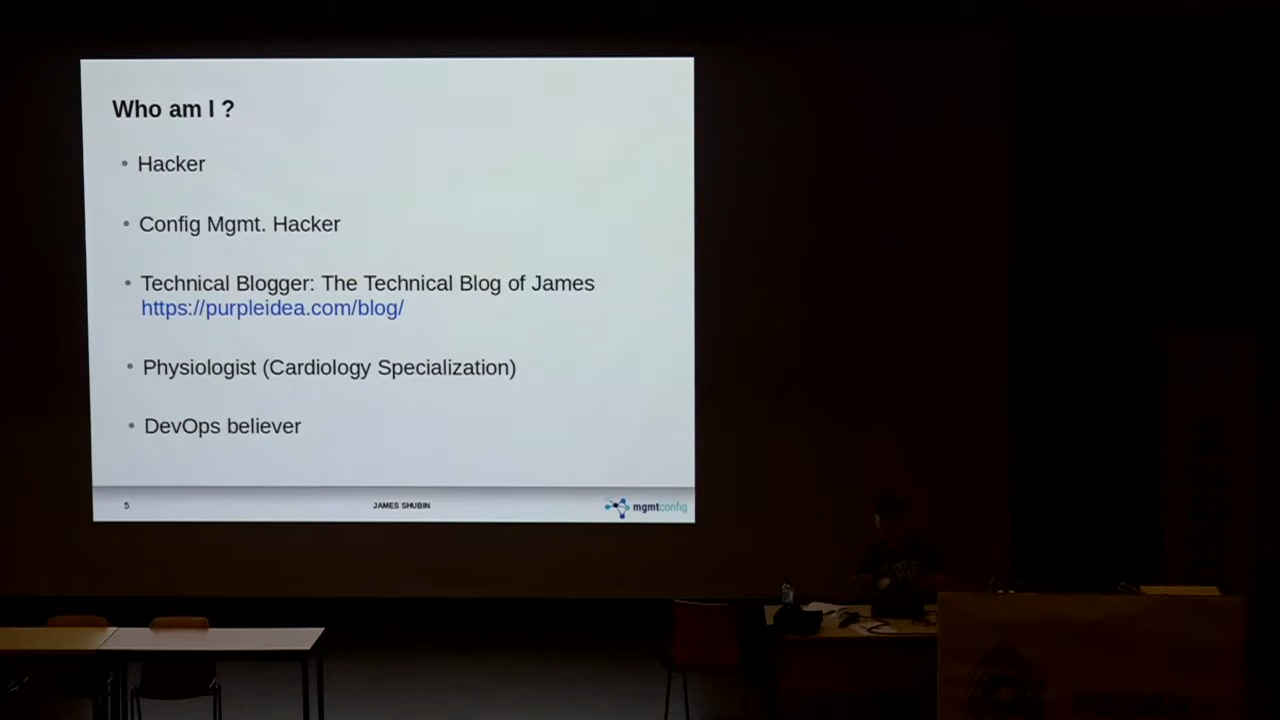 Who am I ?
• Hacker
• Config Mgmt. Hacker
• Technical Blogger: The Technical Blog of James
https://purpleidea.com/blog/
• Physiologist (Cardiology Specialization)
• DevOps believer
5
JAMES SHUBIN
mgmtconfig